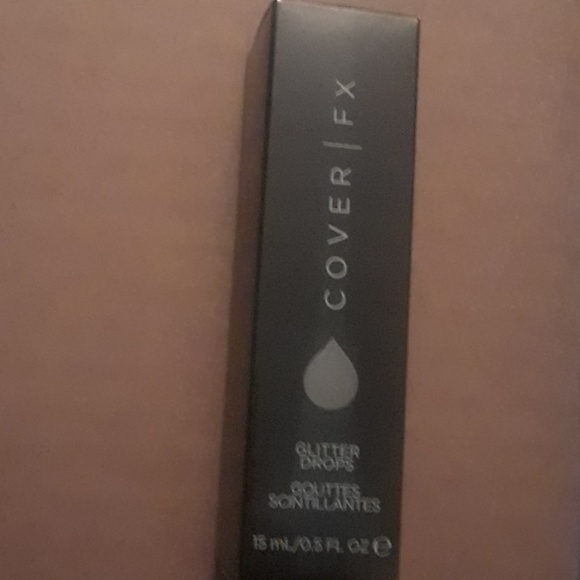 COVER | FX
GLITTER
DROPS
GOUTTES
SCINTILLANTES
15 mL/0.5 FL OZ ℮